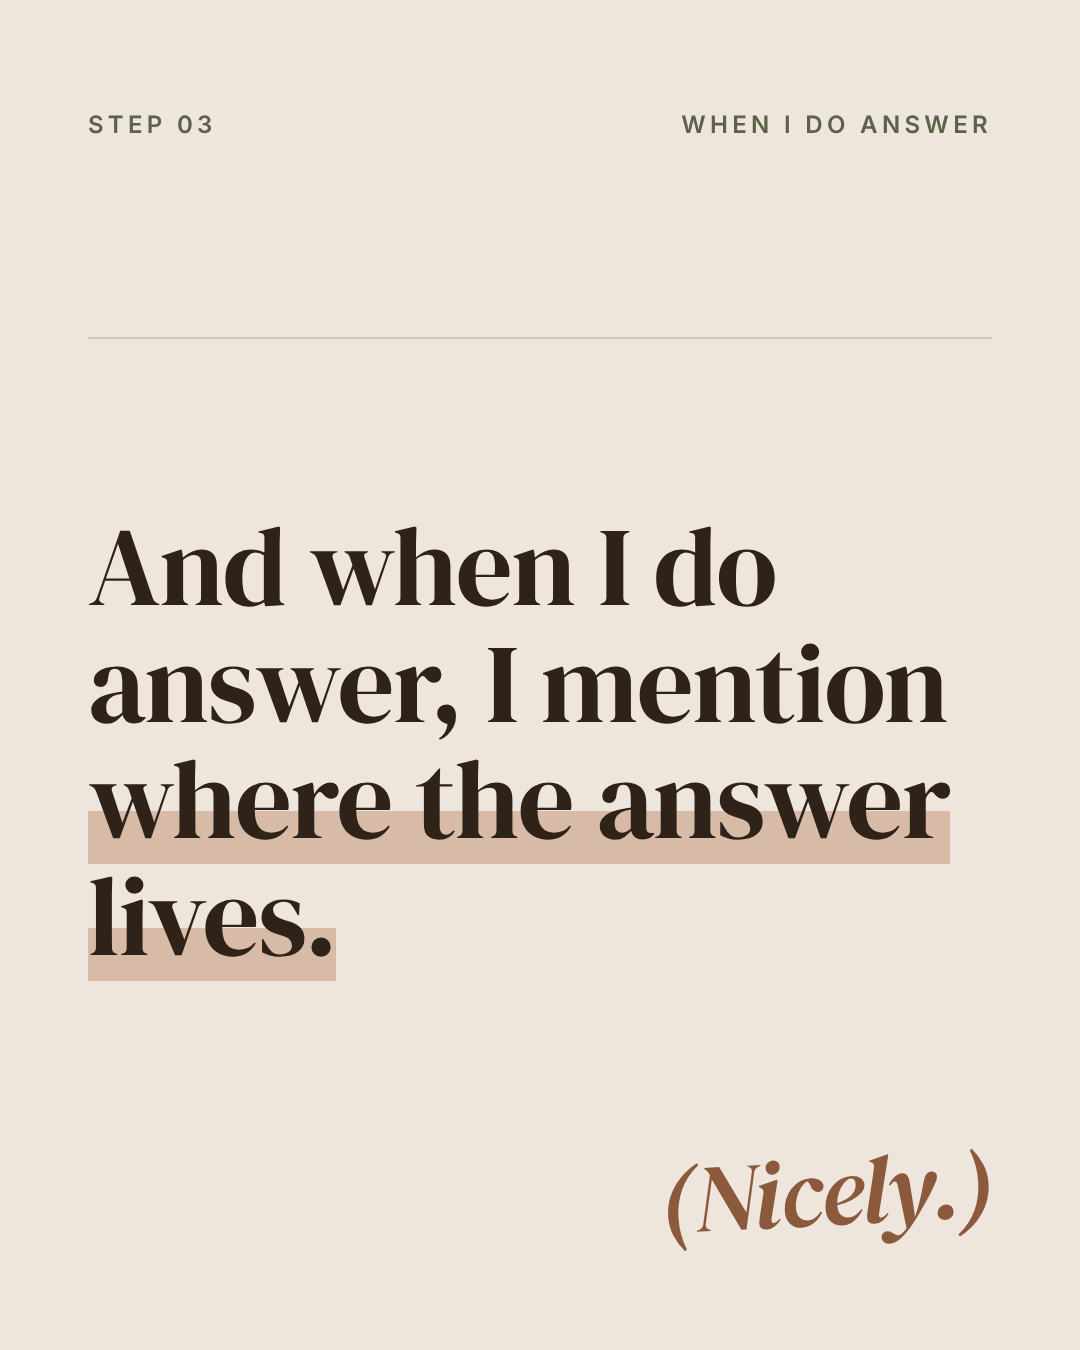 STEP 03
WHEN I DO ANSWER
And when I do
answer, I mention
where the answer
lives.
(Nicely.)